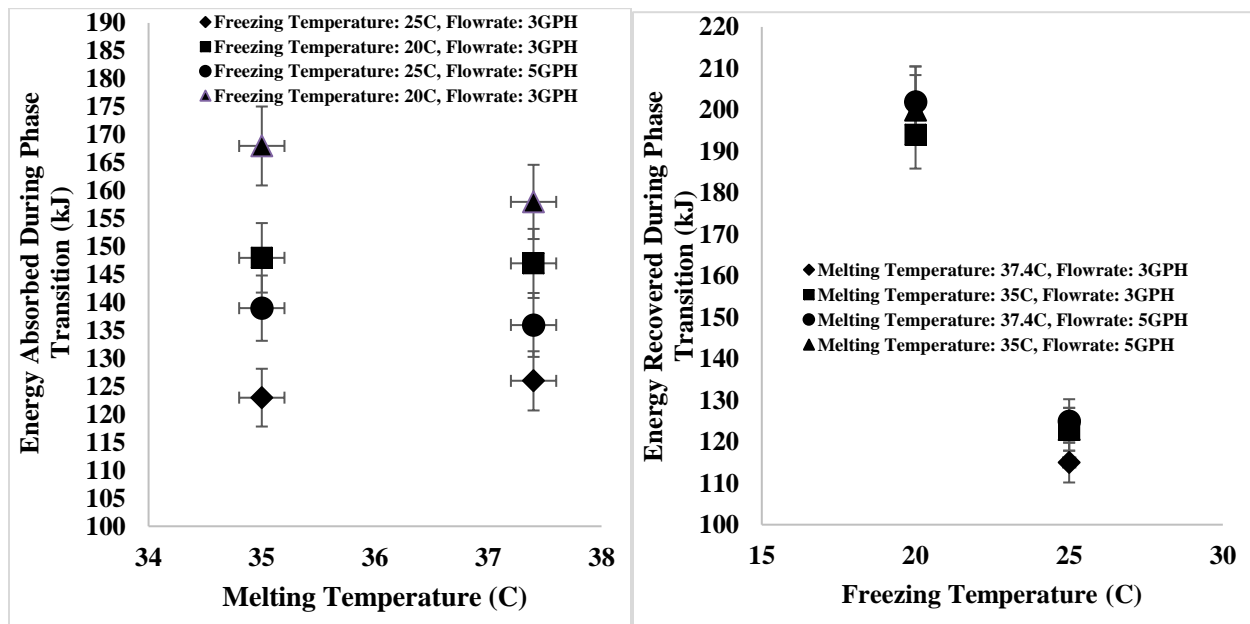 Energy Absorbed During Phase
Transition (kJ)
190
185
180
175
170
165
160
155
150
145
140
135
130
125
120
115
110
105
100
Freezing Temperature: 25C, Flowrate: 3GPH
Freezing Temperature: 20C, Flowrate: 3GPH
Freezing Temperature: 25C, Flowrate: 5GPH
Freezing Temperature: 20C, Flowrate: 3GPH
34 35 36 37 38
Melting Temperature (C)
Energy Recovered During Phase
Transition (kJ)
220
210
200
190
180
170
160
150
140
130
120
110
100
Melting Temperature: 37.4C, Flowrate: 3GPH
Melting Temperature: 35C, Flowrate: 3GPH
Melting Temperature: 37.4C, Flowrate: 5GPH
Melting Temperature: 35C, Flowrate: 5GPH
15 20 25 30
Freezing Temperature (C)